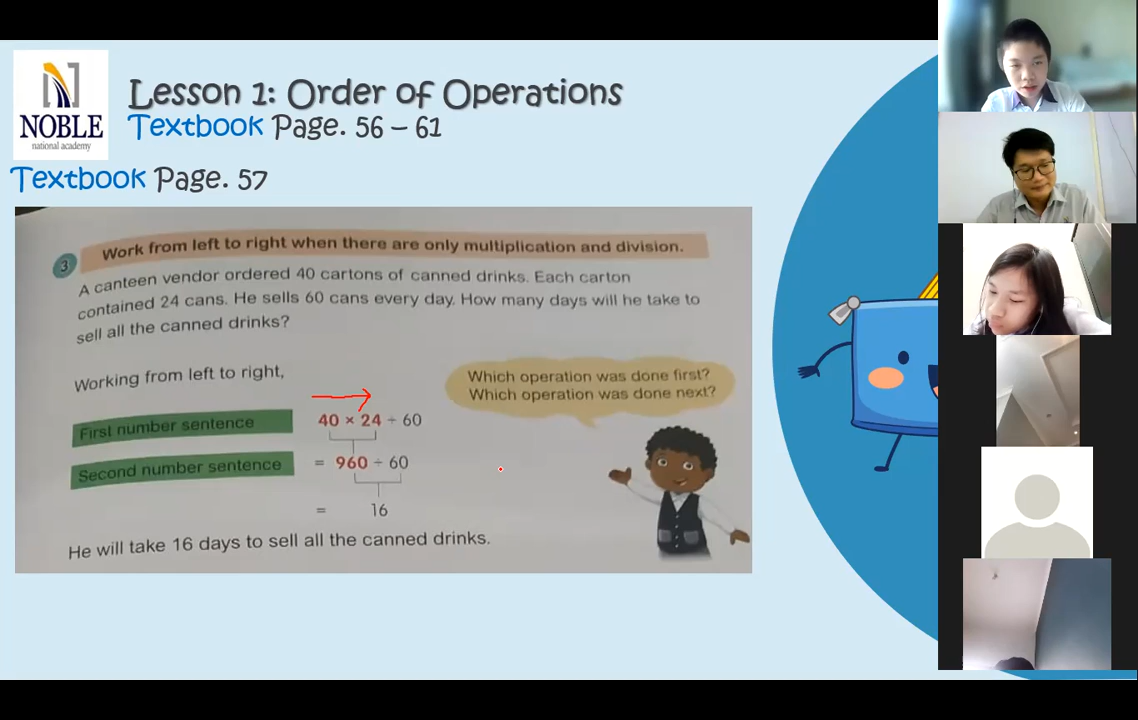 NOBLE
national academy
Lesson 1: Order of Operations
Textbook Page. 56 – 61
Textbook Page. 57
3
Work from left to right when there are only multiplication and division.
A canteen vendor ordered 40 cartons of canned drinks. Each carton
contained 24 cans. He sells 60 cans every day. How many days will he take to
sell all the canned drinks?
Working from left to right,
Which operation was done first?
Which operation was done next?
First number sentence
40 × 24 ÷ 60
Second number sentence
= 960 ÷ 60
= 16
He will take 16 days to sell all the canned drinks.